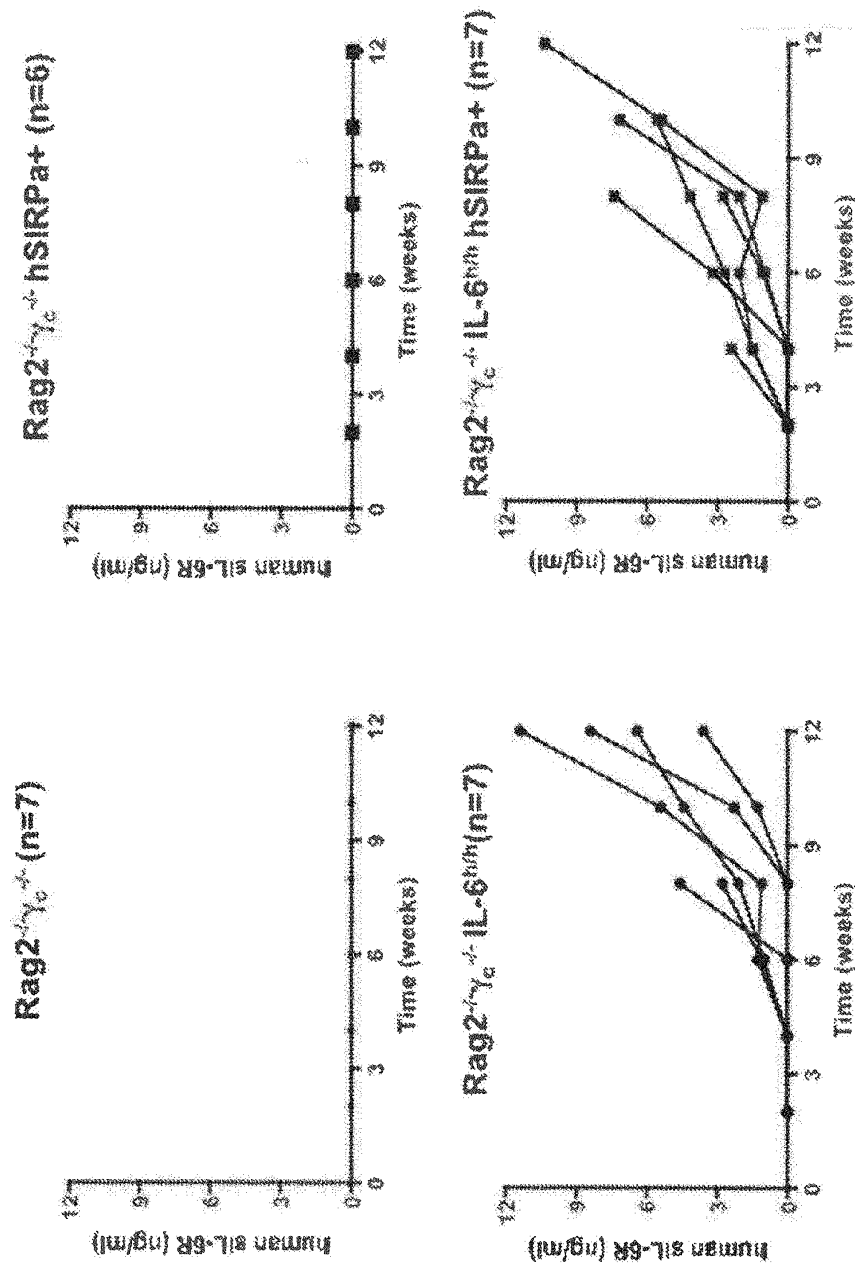 Rag2-/-γc-/- (n=7)
human sIL-6R (ng/ml)
12
9
6
3
0
0 3 6 9 12
Time (weeks)
Rag2-/-γc-/- hSIRPa+ (n=6)
human sIL-6R (ng/ml)
12
9
6
3
0
0 3 6 9 12
Time (weeks)
Rag2-/-γc-/- IL-6h/h(n=7)
human sIL-6R (ng/ml)
12
9
6
3
0
0 3 6 9 12
Time (weeks)
Rag2-/-γc-/- IL-6h/h hSIRPa+ (n=7)
human sIL-6R (ng/ml)
12
9
6
3
0
0 3 6 9 12
Time (weeks)